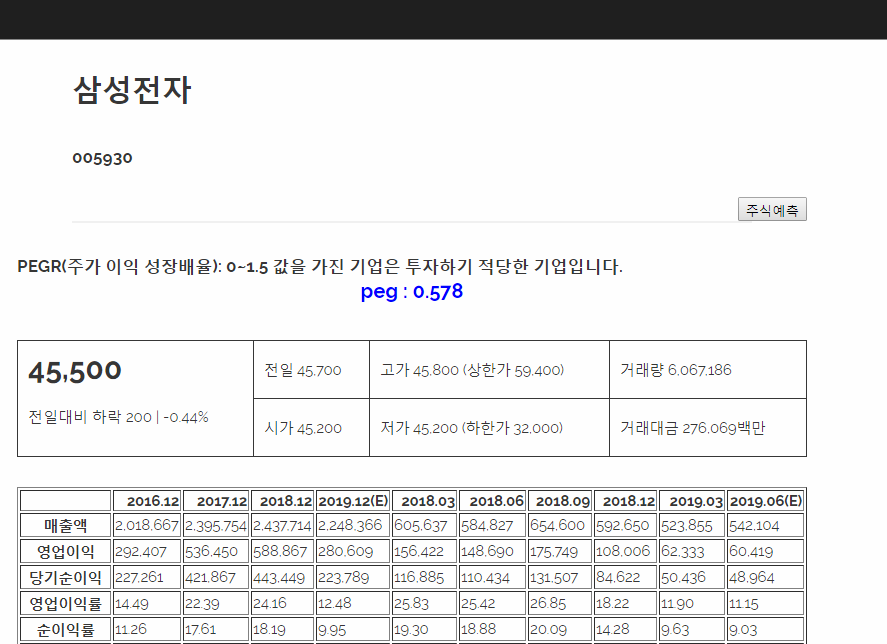 삼성전자
005930
주식예측
PEGR(주가 이익 성장배율): 0~1.5 값을 가진 기업은 투자하기 적당한 기업입니다.
peg : 0.578
45,500
전일대비 하락 200 | -0.44%
전일 45,700
고가 45,800 (상한가 59,400)
거래량 6,067,186
시가 45,200
저가 45,200 (하한가 32,000)
거래대금 276,069백만
2016.12 2017.12 2018.12 2019.12(E) 2018.03 2018.06 2018.09 2018.12 2019.03 2019.06(E)
매출액 2,018,667 2,395,754 2,437,714 2,248,366 605,637 584,827 654,600 592,650 523,855 542,104
영업이익 292,407 536,450 588,867 280,609 156,422 148,690 175,749 108,006 62,333 60,419
당기순이익 227,261 421,867 443,449 223,789 116,885 110,434 131,507 84,622 50,436 48,964
영업이익률 14.49 22.39 24.16 12.48 25.83 25.42 26.85 18.22 11.90 11.15
순이익률 11.26 17.61 18.19 9.95 19.30 18.88 20.09 14.28 9.63 9.03